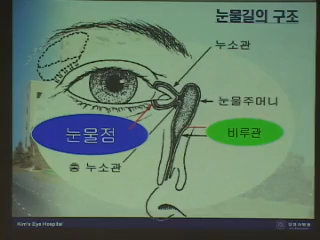 눈물길의 구조
누소관
눈물주머니
눈물점
비루관
총 누소관
Kim's Eye Hospital